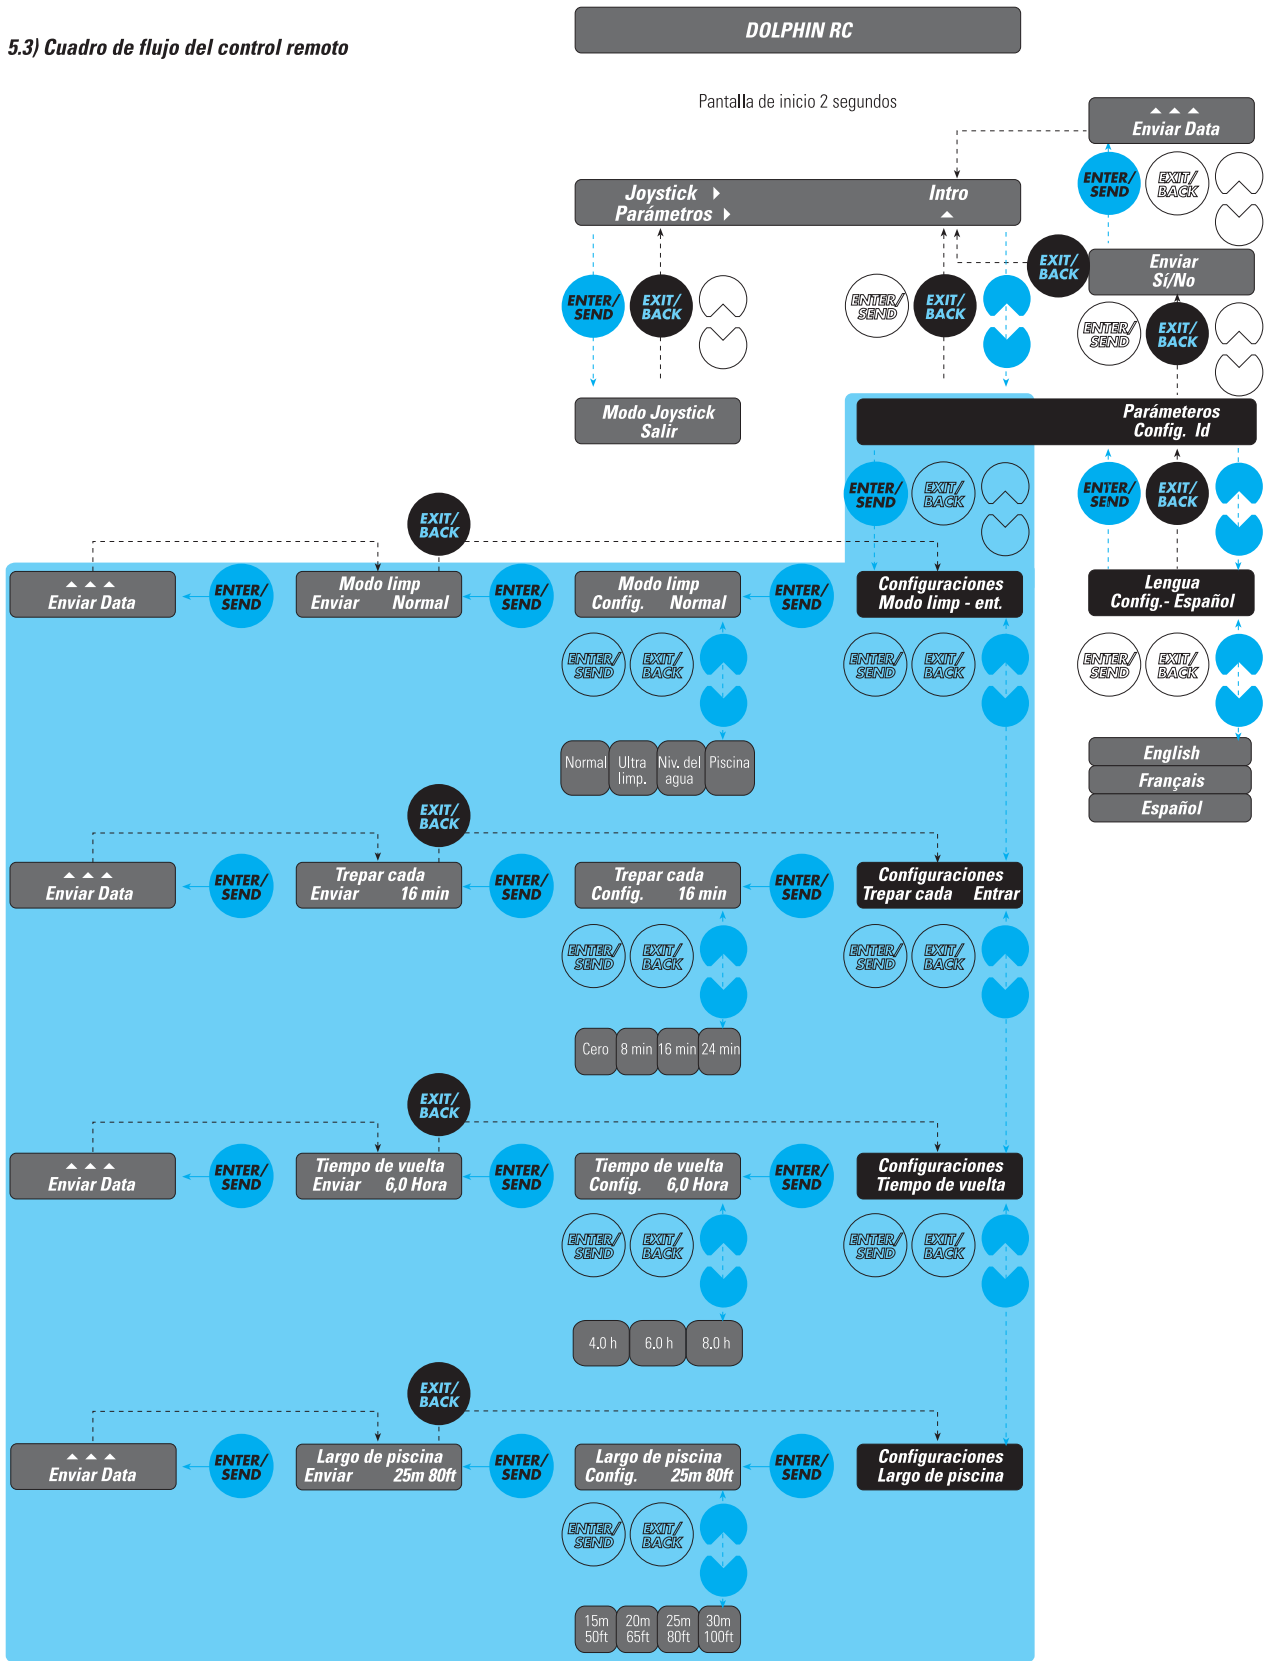 5.3) Cuadro de flujo del control remoto
DOLPHIN RC
Pantalla de inicio 2 segundos
Enviar Data
ENTER/
SEND
EXIT/
BACK
Joystick
Parámetros
Intro
EXIT/
BACK
Enviar
Sí/No
ENTER/
SEND
EXIT/
BACK
ENTER/
SEND
EXIT/
BACK
ENTER/
SEND
EXIT/
BACK
Modo Joystick
Salir
Parámeteros
Config. Id
ENTER/
SEND
EXIT/
BACK
ENTER/
SEND
EXIT/
BACK
EXIT/
BACK
Enviar Data
ENTER/
SEND
Modo limp
Enviar Normal
ENTER/
SEND
Modo limp
Config. Normal
ENTER/
SEND
Configuraciones
Modo limp - ent.
Lengua
Config.- Español
ENTER/
SEND
EXIT/
BACK
ENTER/
SEND
EXIT/
BACK
ENTER/
SEND
EXIT/
BACK
Normal
Ultra
limp.
Niv. del
agua
Piscina
English
Français
Español
EXIT/
BACK
Enviar Data
ENTER/
SEND
Trepar cada
Enviar 16 min
ENTER/
SEND
Trepar cada
Config. 16 min
ENTER/
SEND
Configuraciones
Trepar cada Entrar
ENTER/
SEND
EXIT/
BACK
ENTER/
SEND
EXIT/
BACK
Cero
8 min
16 min
24 min
EXIT/
BACK
Enviar Data
ENTER/
SEND
Tiempo de vuelta
Enviar 6,0 Hora
ENTER/
SEND
Tiempo de vuelta
Config. 6,0 Hora
ENTER/
SEND
Configuraciones
Tiempo de vuelta
ENTER/
SEND
EXIT/
BACK
ENTER/
SEND
EXIT/
BACK
4.0 h
6.0 h
8.0 h
EXIT/
BACK
Enviar Data
ENTER/
SEND
Largo de piscina
Enviar 25m 80ft
ENTER/
SEND
Largo de piscina
Config. 25m 80ft
ENTER/
SEND
Configuraciones
Largo de piscina
ENTER/
SEND
EXIT/
BACK
15m
50ft
20m
65ft
25m
80ft
30m
100ft